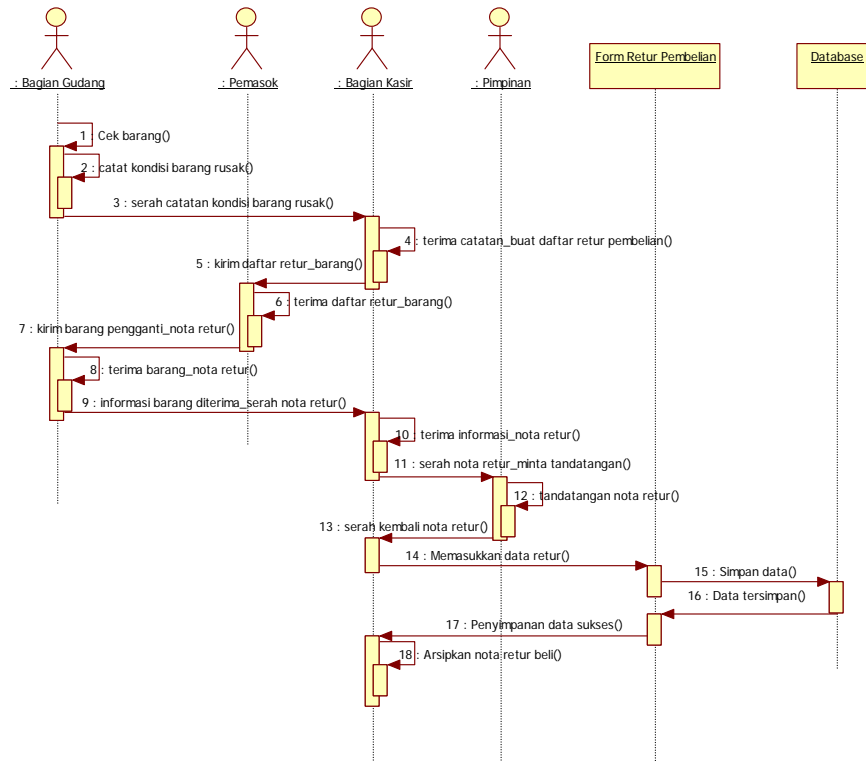 : Bagian Gudang
: Pemasok
: Bagian Kasir
: Pimpinan
Form Retur Pembelian
Database
1 : Cek barang()
2 : catat kondisi barang rusak()
3 : serah catatan kondisi barang rusak()
4 : terima catatan_buat daftar retur pembelian()
5 : kirim daftar retur_barang()
6 : terima daftar retur_barang()
7 : kirim barang pengganti_nota retur()
8 : terima barang_nota retur()
9 : informasi barang diterima_serah nota retur()
10 : terima informasi_nota retur()
11 : serah nota retur_minta tandatangan()
12 : tandatangan nota retur()
13 : serah kembali nota retur()
14 : Memasukkan data retur()
15 : Simpan data()
16 : Data tersimpan()
17 : Penyimpanan data sukses()
18 : Arsipkan nota retur beli()